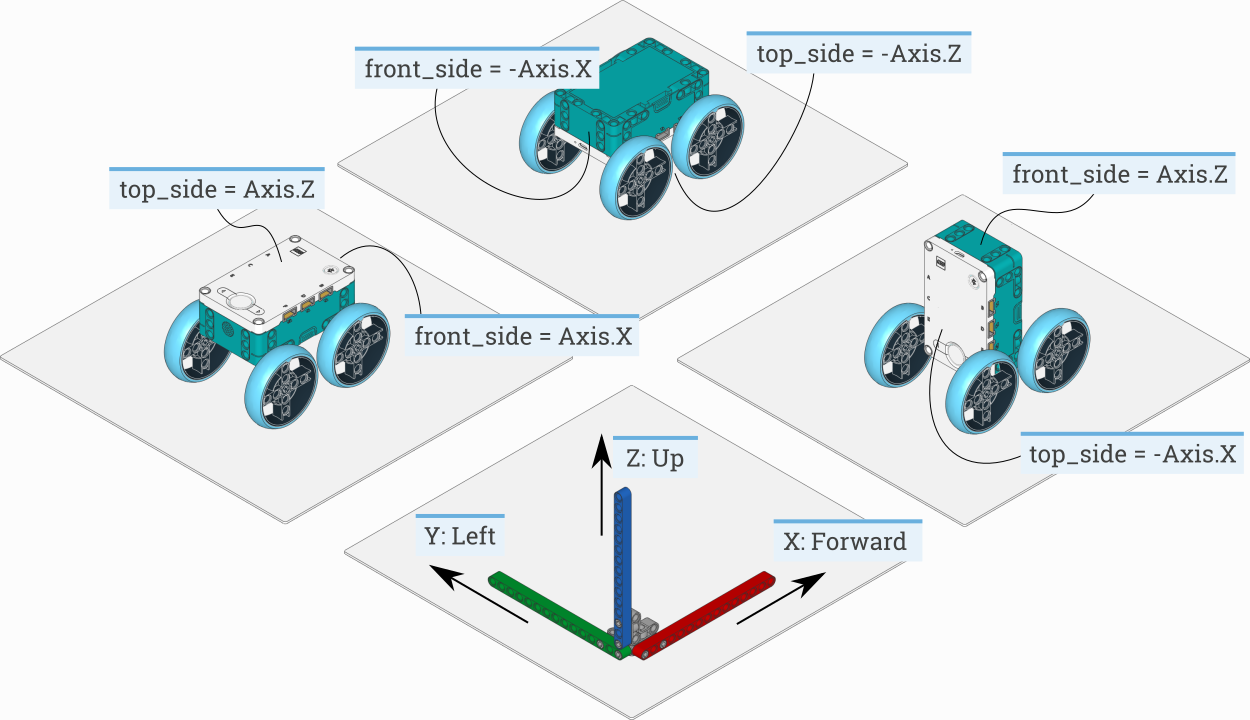 front_side = -Axis.X
top_side = -Axis.Z
top_side = Axis.Z
front_side = Axis.X
front_side = Axis.Z
top_side = -Axis.X
Z: Up
Y: Left
X: Forward